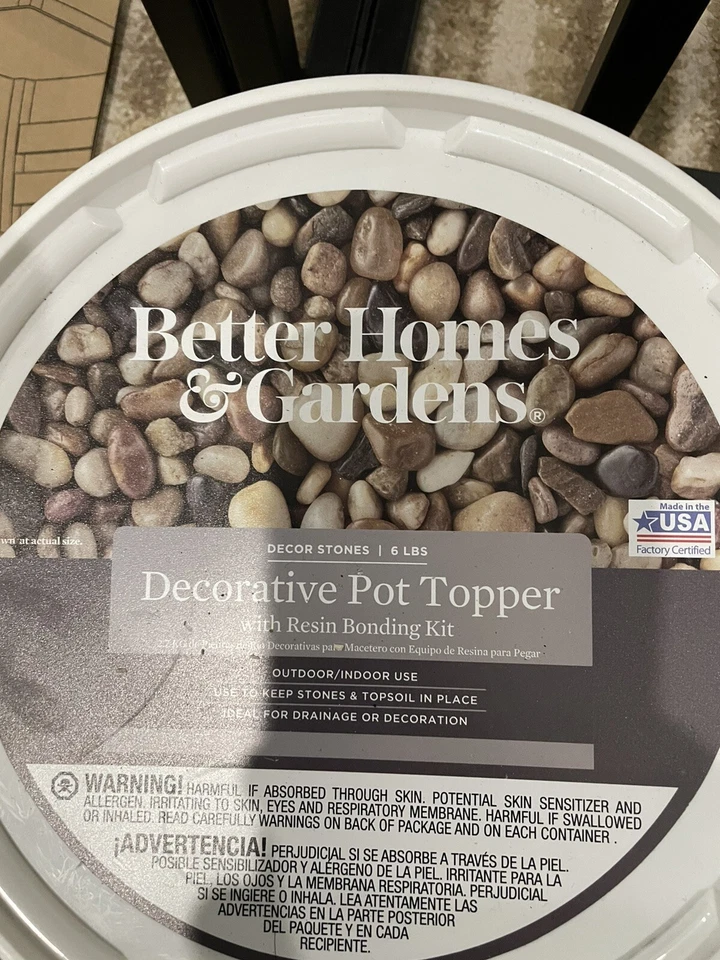 Better Homes
& Gardens®
Made in the
USA
Factory Certified
wn at actual size.
DECOR STONES | 6 LBS
Decorative Pot Topper
with Resin Bonding Kit
Decorativas para Macetero con Equipo de Resina para Pegar
OUTDOOR/INDOOR USE
USE TO KEEP STONES & TOPSOIL IN PLACE
IDEAL FOR DRAINAGE OR DECORATION
WARNING! HARMFUL IF ABSORBED THROUGH SKIN. POTENTIAL SKIN SENSITIZER AND
ALLERGEN. IRRITATING TO SKIN, EYES AND RESPIRATORY MEMBRANE. HARMFUL IF SWALLOWED
OR INHALED. READ CAREFULLY WARNINGS ON BACK OF PACKAGE AND ON EACH CONTAINER .
¡ADVERTENCIA! PERJUDICIAL SI SE ABSORBE A TRAVÉS DE LA PIEL.
POSIBLE SENSIBILIZADOR Y ALÉRGENO DE LA PIEL. IRRITANTE PARA LA
PIEL, LOS OJOS Y LA MEMBRANA RESPIRATORIA. PERJUDICIAL
SI SE INGIERE O INHALA. LEA ATENTAMENTE LAS
ADVERTENCIAS EN LA PARTE POSTERIOR
DEL PAQUETE Y EN CADA
RECIPIENTE.